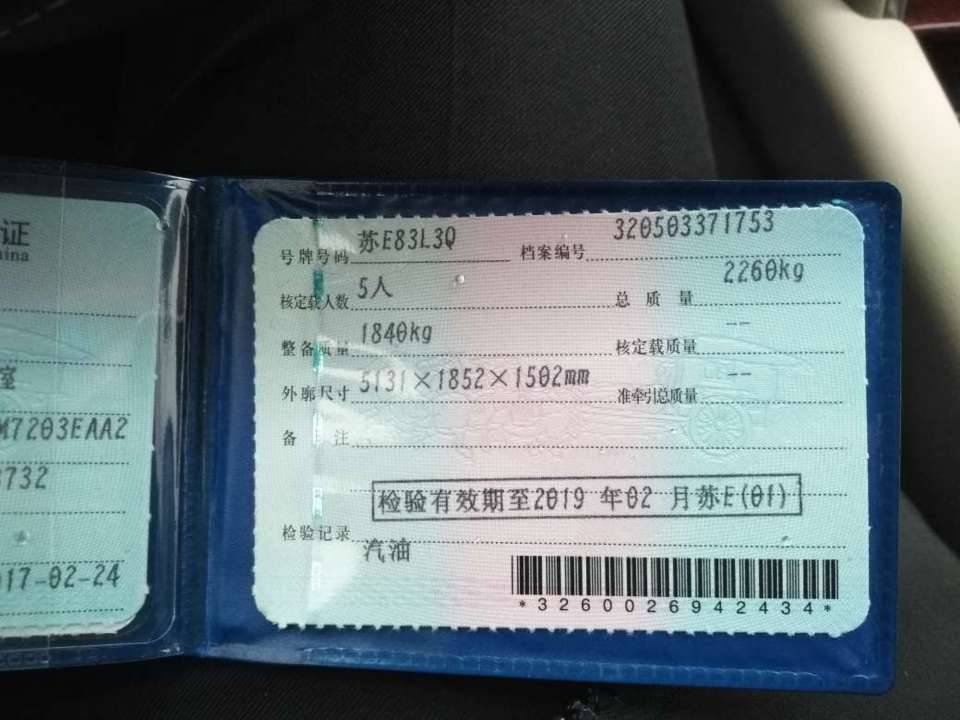 证
ina
室
M7203EAA2
3732
017-02-24
号牌号码 苏E83L3Q 档案编号 320503371753
核定载人数 5人 总质量 2260kg
整备质量 1840kg 核定载质量 --
外廓尺寸 5131×1852×1502mm 准牵引总质量 --
备注
检验有效期至2019年02月苏E(01)
检验记录
汽油
*3260026942434*